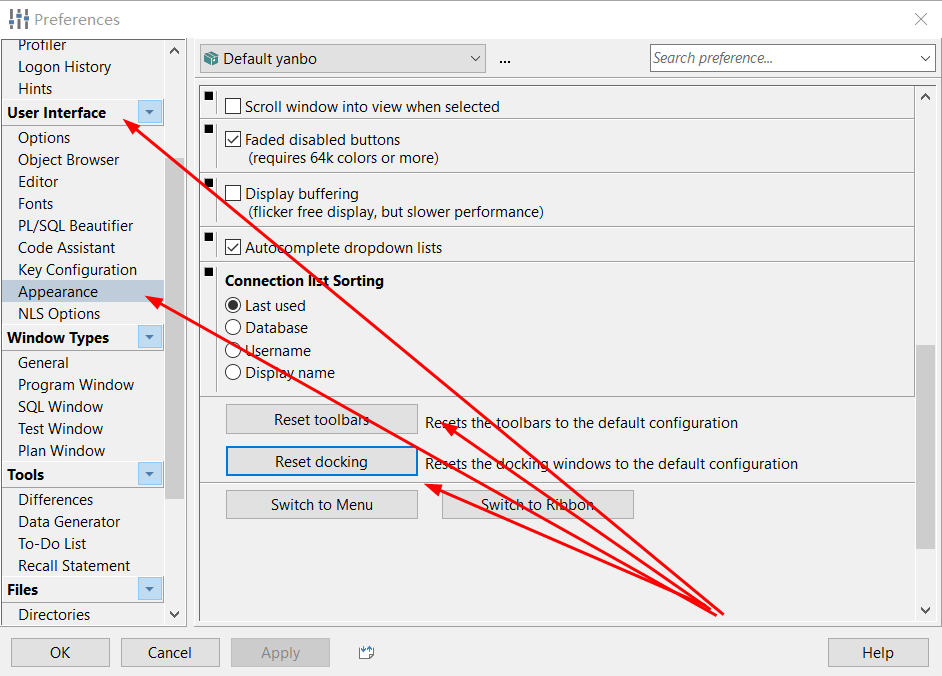 Preferences
Profiler
Logon History
Hints
User Interface
Options
Object Browser
Editor
Fonts
PL/SQL Beautifier
Code Assistant
Key Configuration
Appearance
NLS Options
Window Types
General
Program Window
SQL Window
Test Window
Plan Window
Tools
Differences
Data Generator
To-Do List
Recall Statement
Files
Directories
Default yanbo
...
Search preference...
Scroll window into view when selected
Faded disabled buttons
(requires 64k colors or more)
Display buffering
(flicker free display, but slower performance)
Autocomplete dropdown lists
Connection list Sorting
Last used
Database
Username
Display name
Reset toolbars
Resets the toolbars to the default configuration
Reset docking
Resets the docking windows to the default configuration
Switch to Menu
Switch to Ribbon
OK
Cancel
Apply
Help